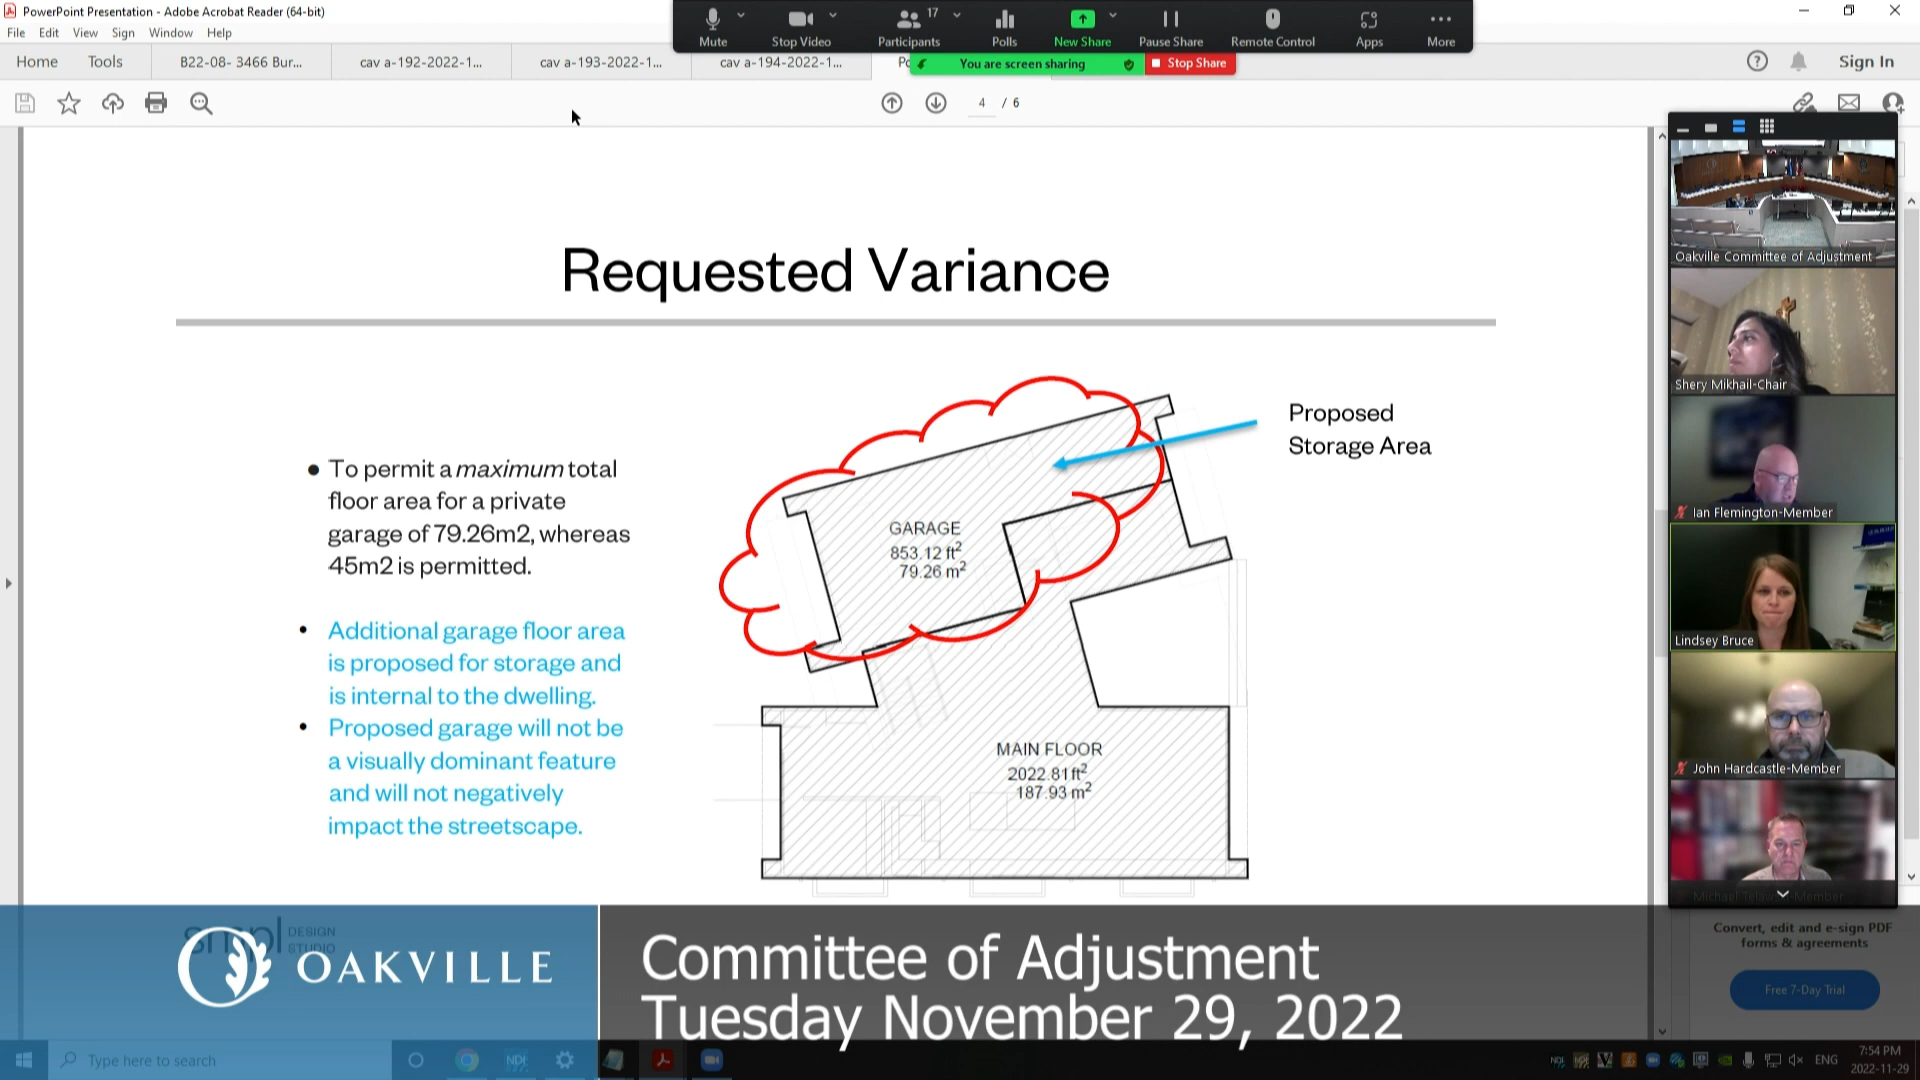 PowerPoint Presentation - Adobe Acrobat Reader (64-bit)
File Edit View Sign Window Help
17
Mute Stop Video Participants Polls New Share Pause Share Remote Control Apps More
Home Tools B22-08- 3466 Bur... cav a-192-2022-1... cav a-193-2022-1... cav a-194-2022-1...
You are screen sharing Stop Share
Sign In
4 / 6
Requested Variance
Proposed
Storage Area
● To permit a maximum total
floor area for a private
garage of 79.26m2, whereas
45m2 is permitted.
• Additional garage floor area
is proposed for storage and
is internal to the dwelling.
• Proposed garage will not be
a visually dominant feature
and will not negatively
impact the streetscape.
GARAGE
853.12 ft2
79.26 m2
MAIN FLOOR
2022.81 ft2
187.93 m2
Oakville Committee of Adjustment
Shery Mikhail-Chair
Ian Flemington-Member
Lindsey Bruce
John Hardcastle-Member
Convert, edit and e-sign PDF
forms & agreements
Free 7-Day Trial
DESIGN
STUDIO
OAKVILLE
Committee of Adjustment
Tuesday November 29, 2022
Type here to search
ENG
7:54 PM
2022-11-29